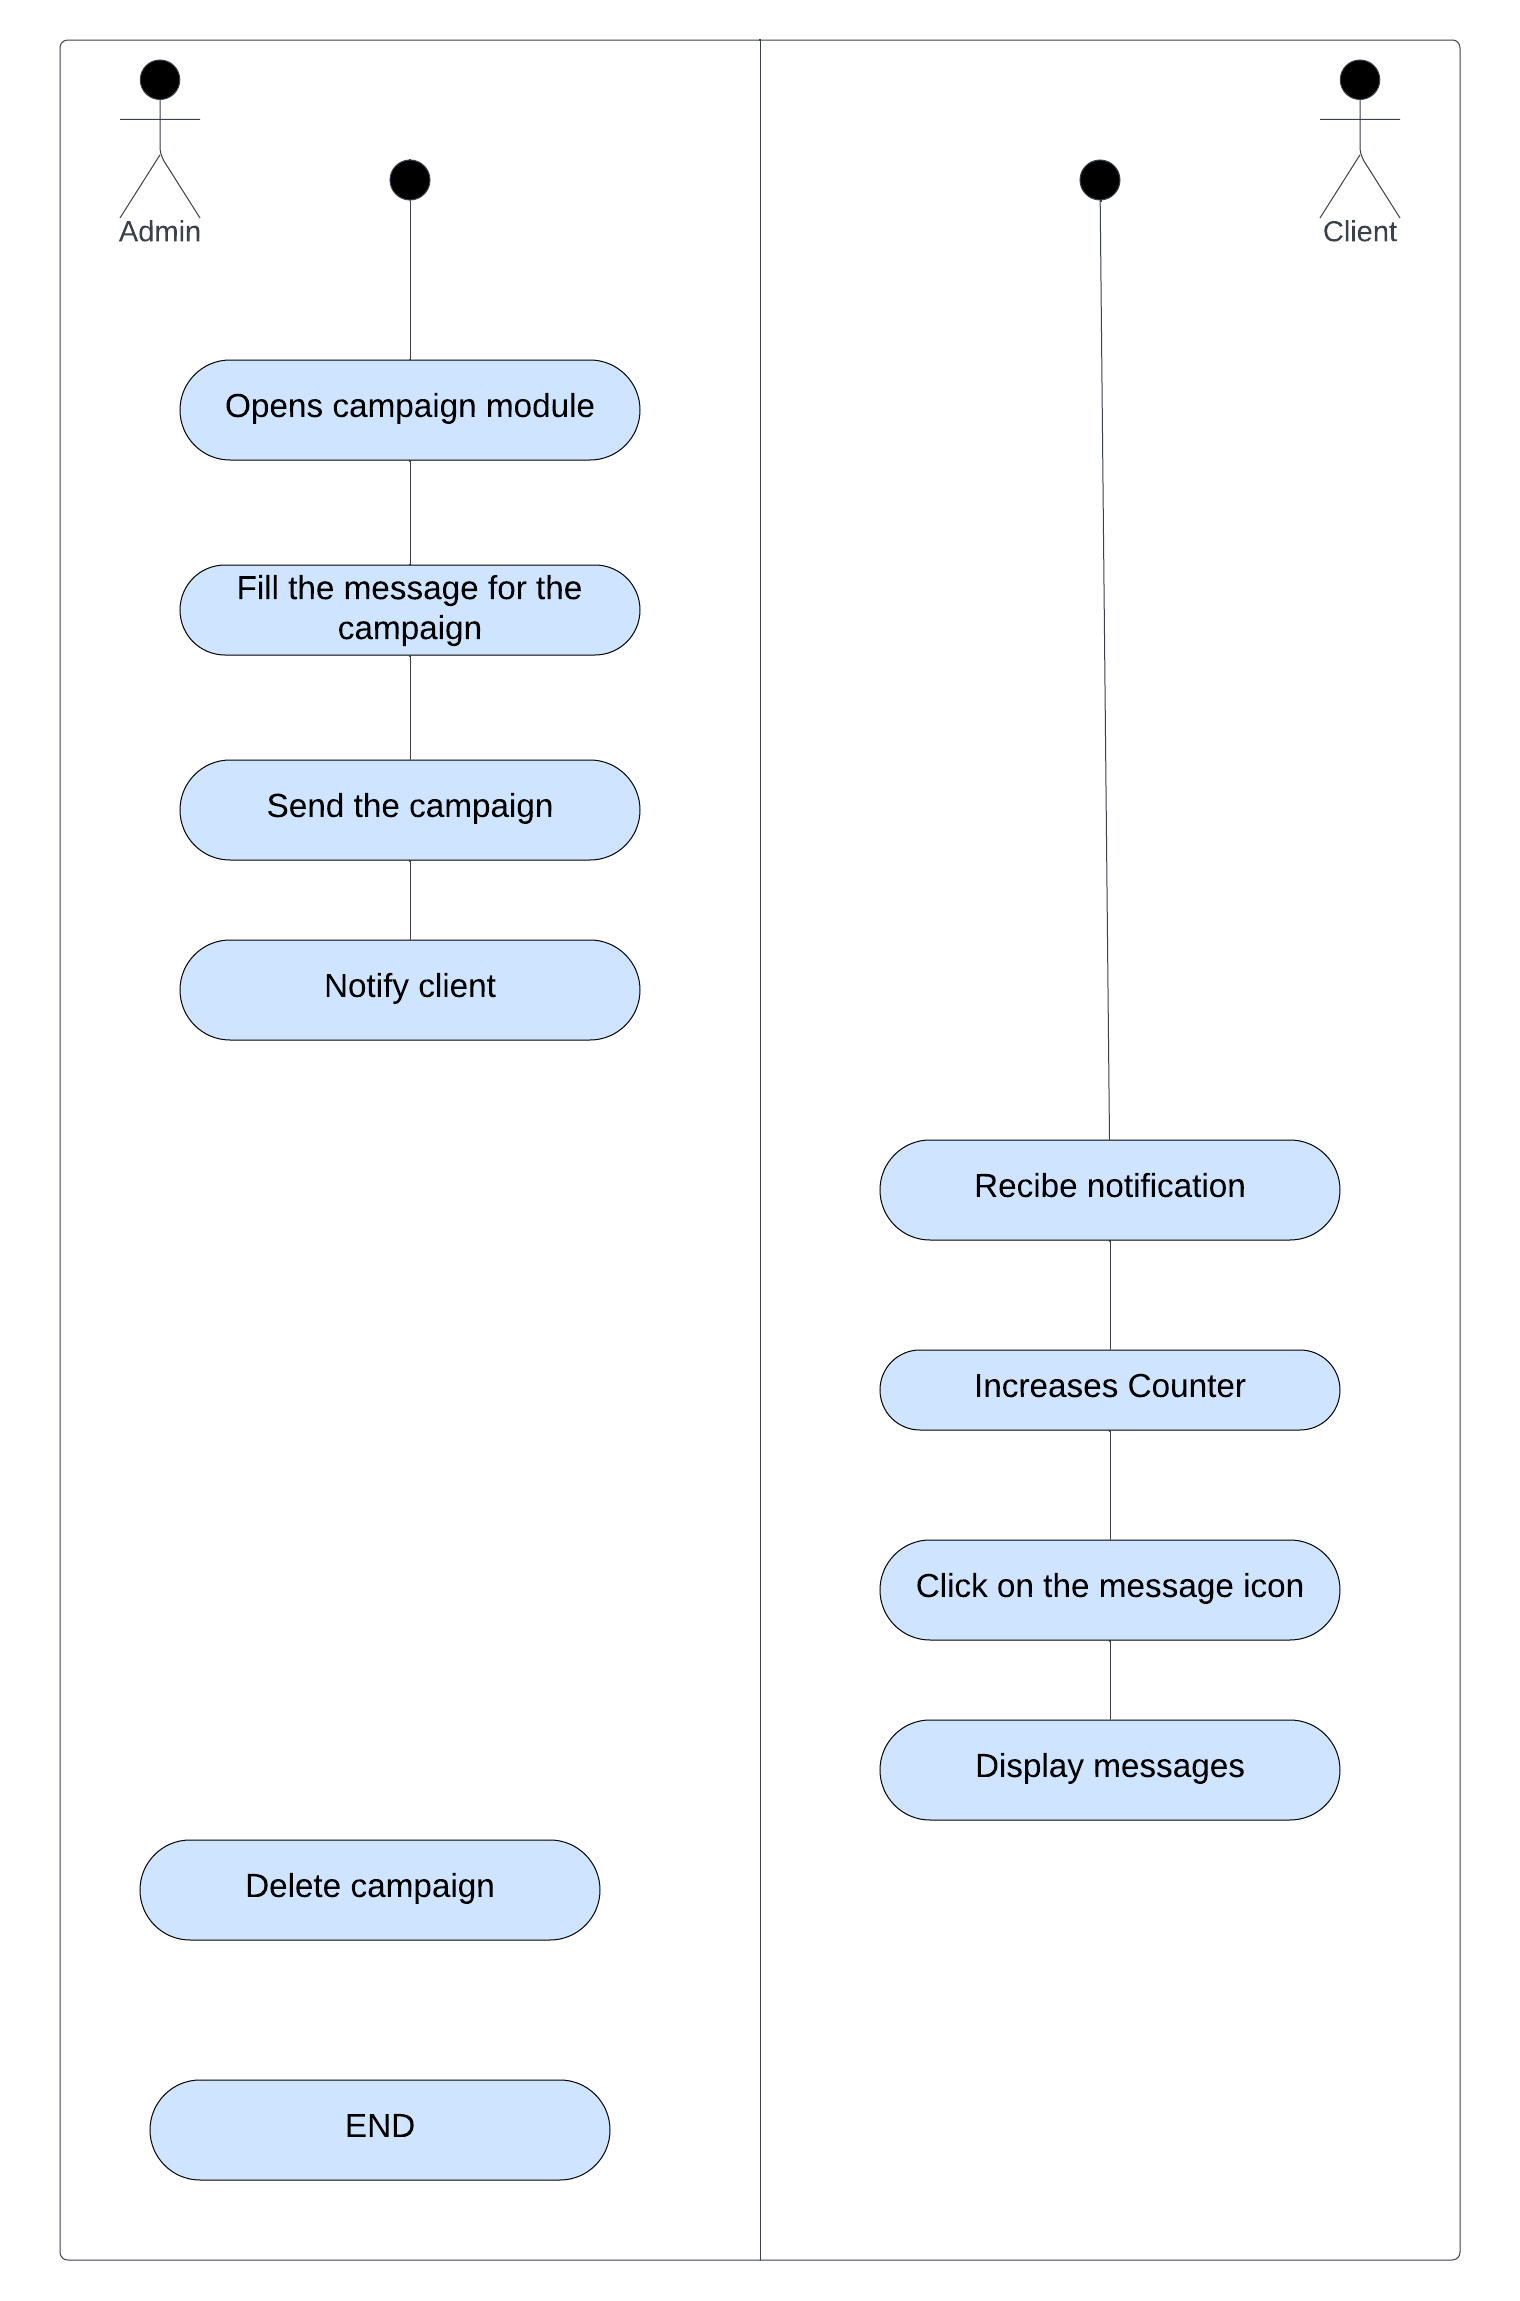 Admin
Client
Opens campaign module
Fill the message for the
campaign
Send the campaign
Notify client
Recibe notification
Increases Counter
Click on the message icon
Display messages
Delete campaign
END